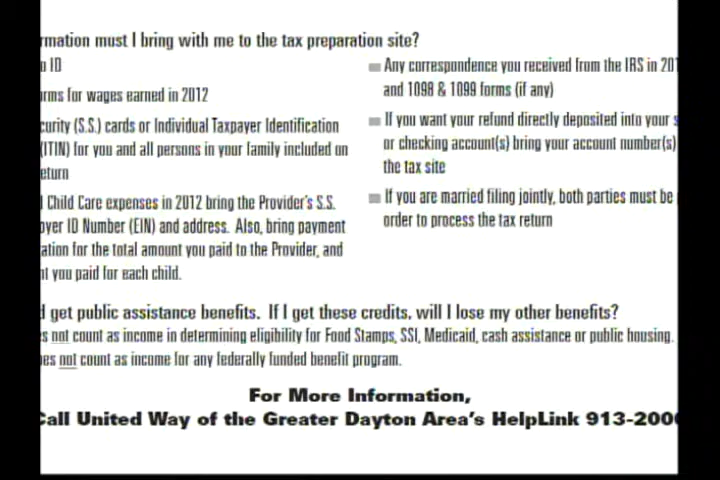 rmation must I bring with me to the tax preparation site?
o ID
rms for wages earned in 2012
curity (S.S.) cards or Individual Taxpayer Identification
(ITIN) for you and all persons in your family included on
eturn
l Child Care expenses in 2012 bring the Provider's S.S.
oyer ID Number (EIN) and address. Also, bring payment
ation for the total amount you paid to the Provider, and
nt you paid for each child.
Any correspondence you received from the IRS in 201
and 1098 & 1099 forms (if any)
If you want your refund directly deposited into your s
or checking account(s) bring your account number(s)
the tax site
If you are married filing jointly, both parties must be
order to process the tax return
d get public assistance benefits. If I get these credits, will I lose my other benefits?
s not count as income in determining eligibility for Food Stamps, SSI, Medicaid, cash assistance or public housing.
es not count as income for any federally funded benefit program.
For More Information,
Call United Way of the Greater Dayton Area's HelpLink 913-2000